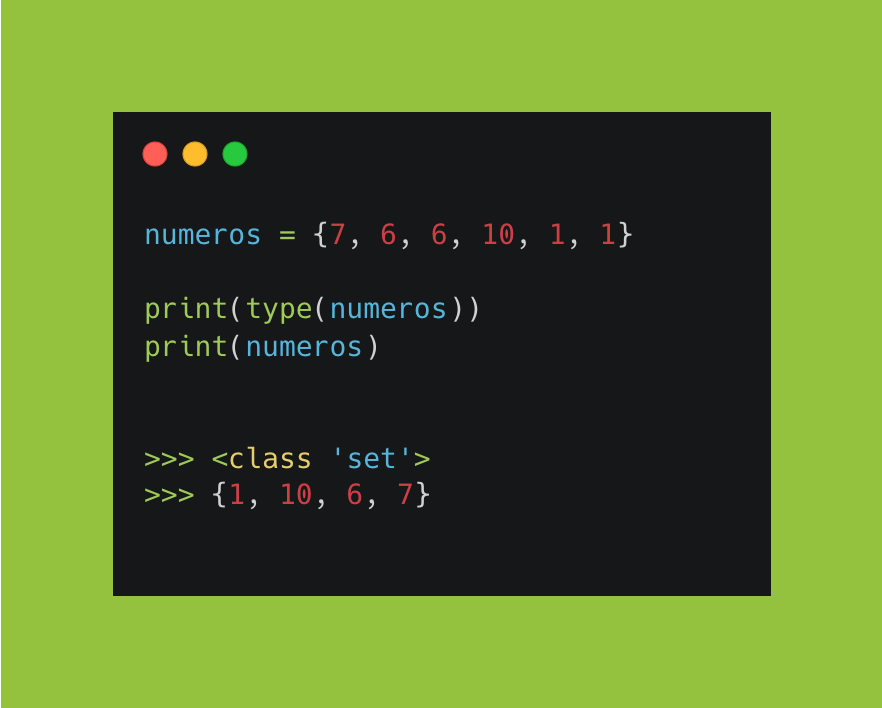 numeros = {7, 6, 6, 10, 1, 1}
print(type(numeros))
print(numeros)
>>> <class 'set'>
>>> {1, 10, 6, 7}